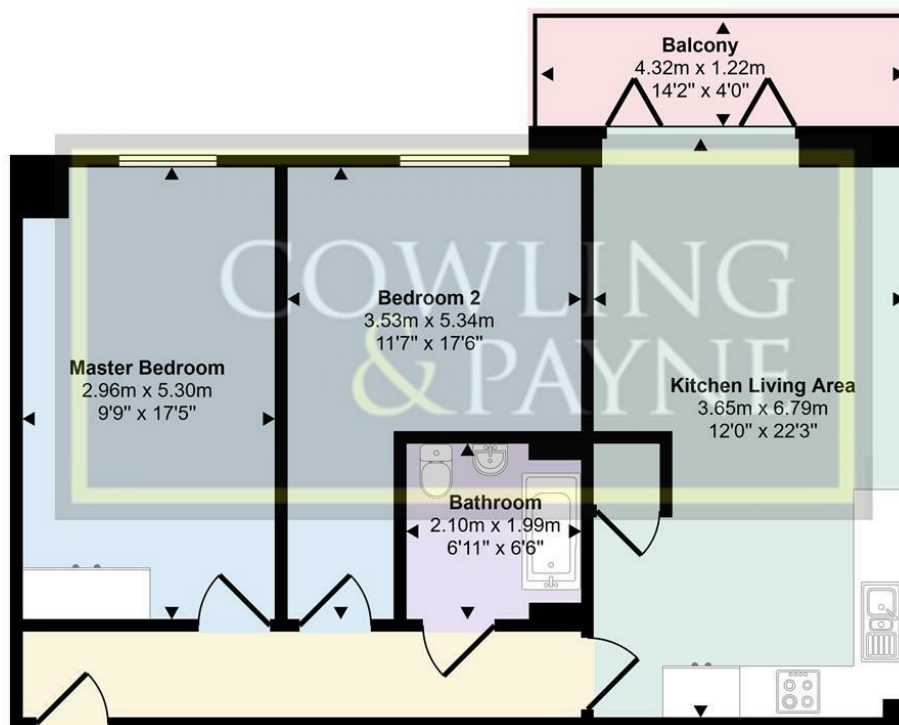 Balcony
4.32m x 1.22m
14'2" x 4'0"
COWLING
& PAYNE
Bedroom 2
3.53m x 5.34m
11'7" x 17'6"
Master Bedroom
2.96m x 5.30m
9'9" x 17'5"
Kitchen Living Area
3.65m x 6.79m
12'0" x 22'3"
Bathroom
2.10m x 1.99m
6'11" x 6'6"